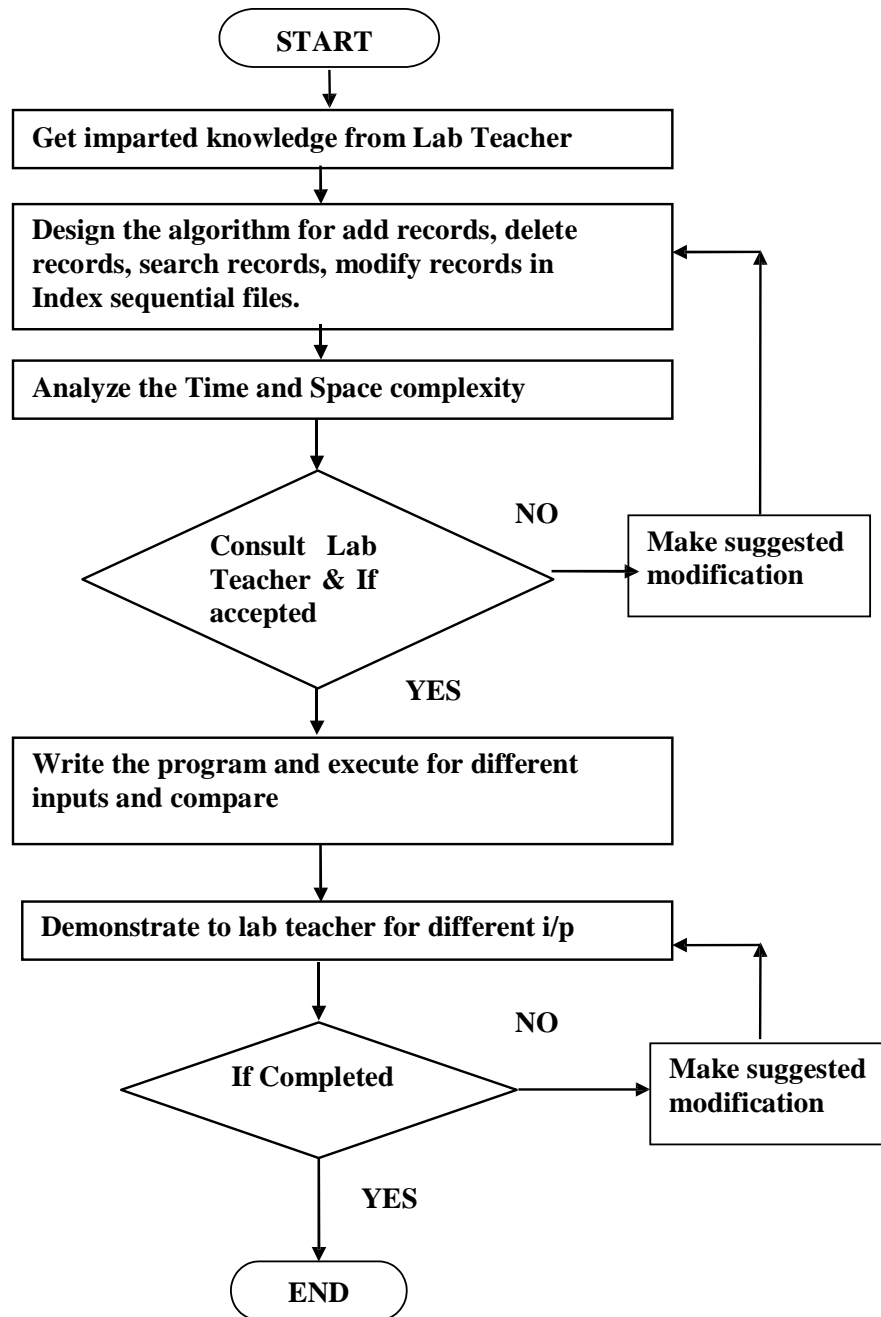 START
Get imparted knowledge from Lab Teacher
Design the algorithm for add records, delete
records, search records, modify records in
Index sequential files.
Analyze the Time and Space complexity
Consult Lab
Teacher & If
accepted
NO
Make suggested
modification
YES
Write the program and execute for different
inputs and compare
Demonstrate to lab teacher for different i/p
If Completed
NO
Make suggested
modification
YES
END